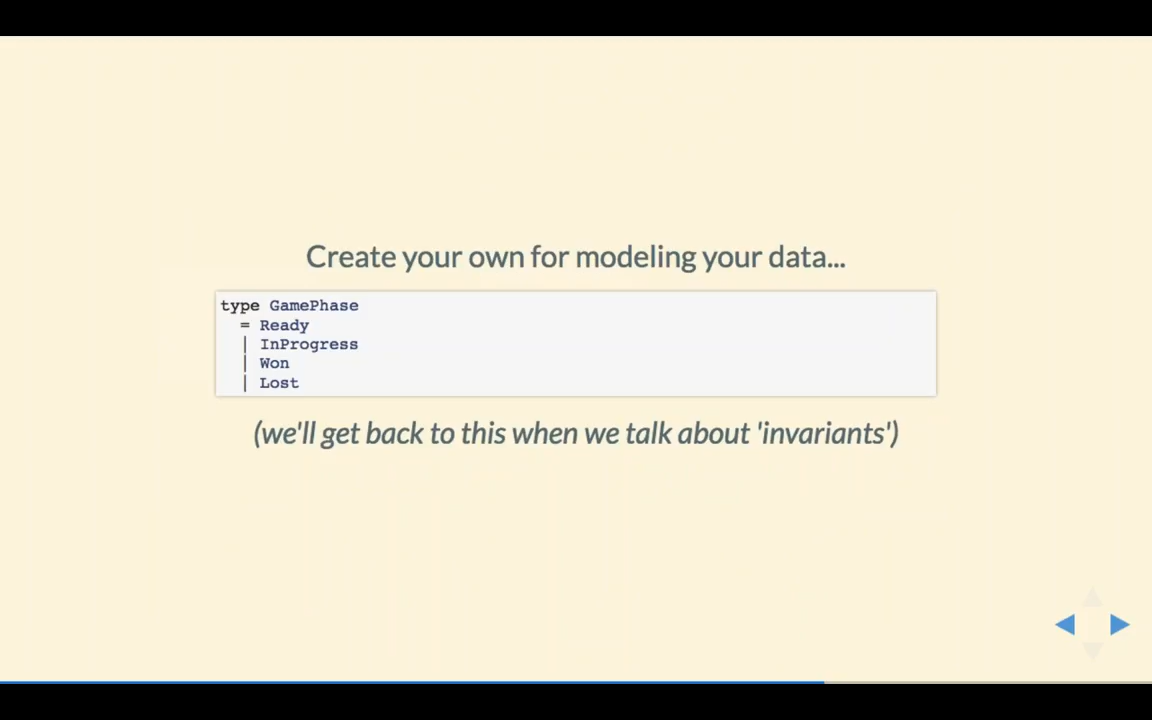 Create your own for modeling your data...
type GamePhase
  = Ready
  | InProgress
  | Won
  | Lost
(we'll get back to this when we talk about 'invariants')